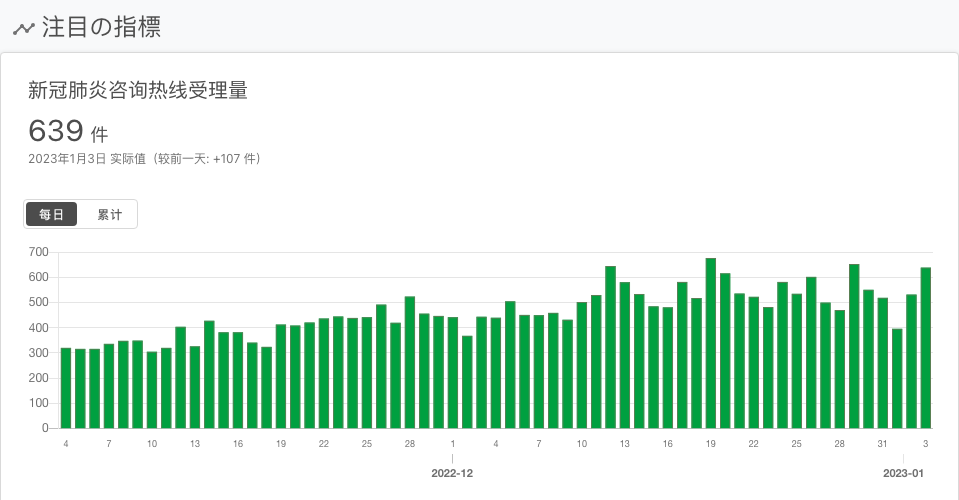 注目の指標
新冠肺炎咨询热线受理量
639 件
2023年1月3日 实际值（较前一天: +107 件）
每日 累计
700
600
500
400
300
200
100
0
4 7 10 13 16 19 22 25 28 1 4 7 10 13 16 19 22 25 28 31 3
2022-12 2023-01